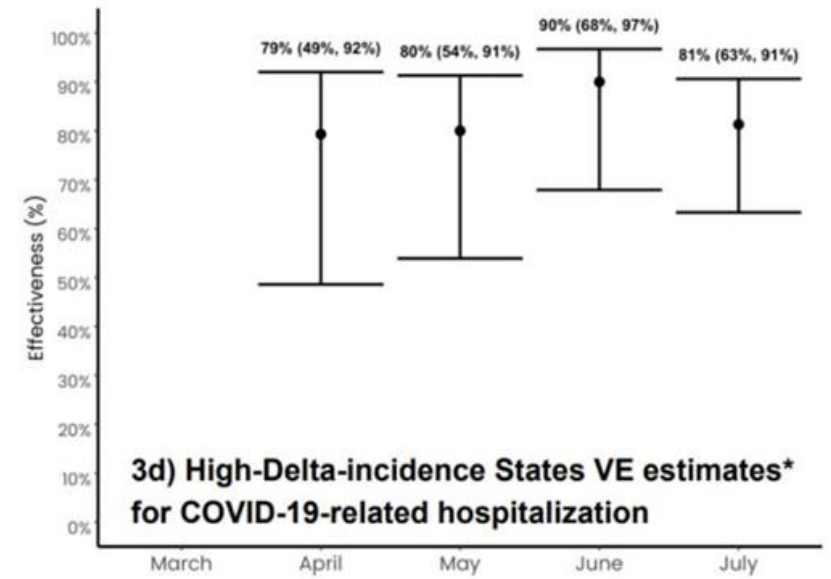 100%
90%
80%
70%
60%
50%
40%
30%
20%
10%
0%
Effectiveness (%)
79% (49%, 92%)
80% (54%, 91%)
90% (68%, 97%)
81% (63%, 91%)
3d) High-Delta-incidence States VE estimates*
for COVID-19-related hospitalization
March
April
May
June
July